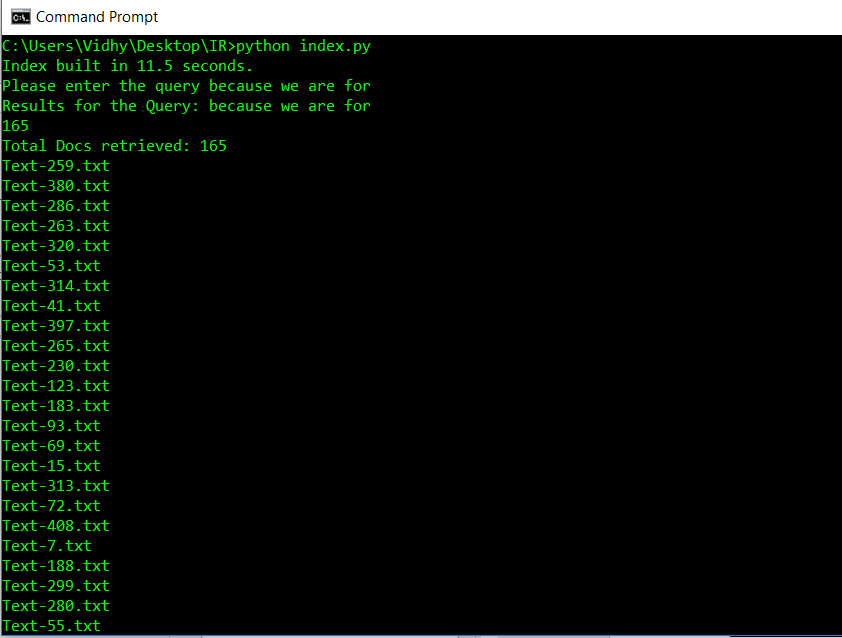 Command Prompt
C:\Users\Vidhy\Desktop\IR>python index.py
Index built in 11.5 seconds.
Please enter the query because we are for
Results for the Query: because we are for
165
Total Docs retrieved: 165
Text-259.txt
Text-380.txt
Text-286.txt
Text-263.txt
Text-320.txt
Text-53.txt
Text-314.txt
Text-41.txt
Text-397.txt
Text-265.txt
Text-230.txt
Text-123.txt
Text-183.txt
Text-93.txt
Text-69.txt
Text-15.txt
Text-313.txt
Text-72.txt
Text-408.txt
Text-7.txt
Text-188.txt
Text-299.txt
Text-280.txt
Text-55.txt